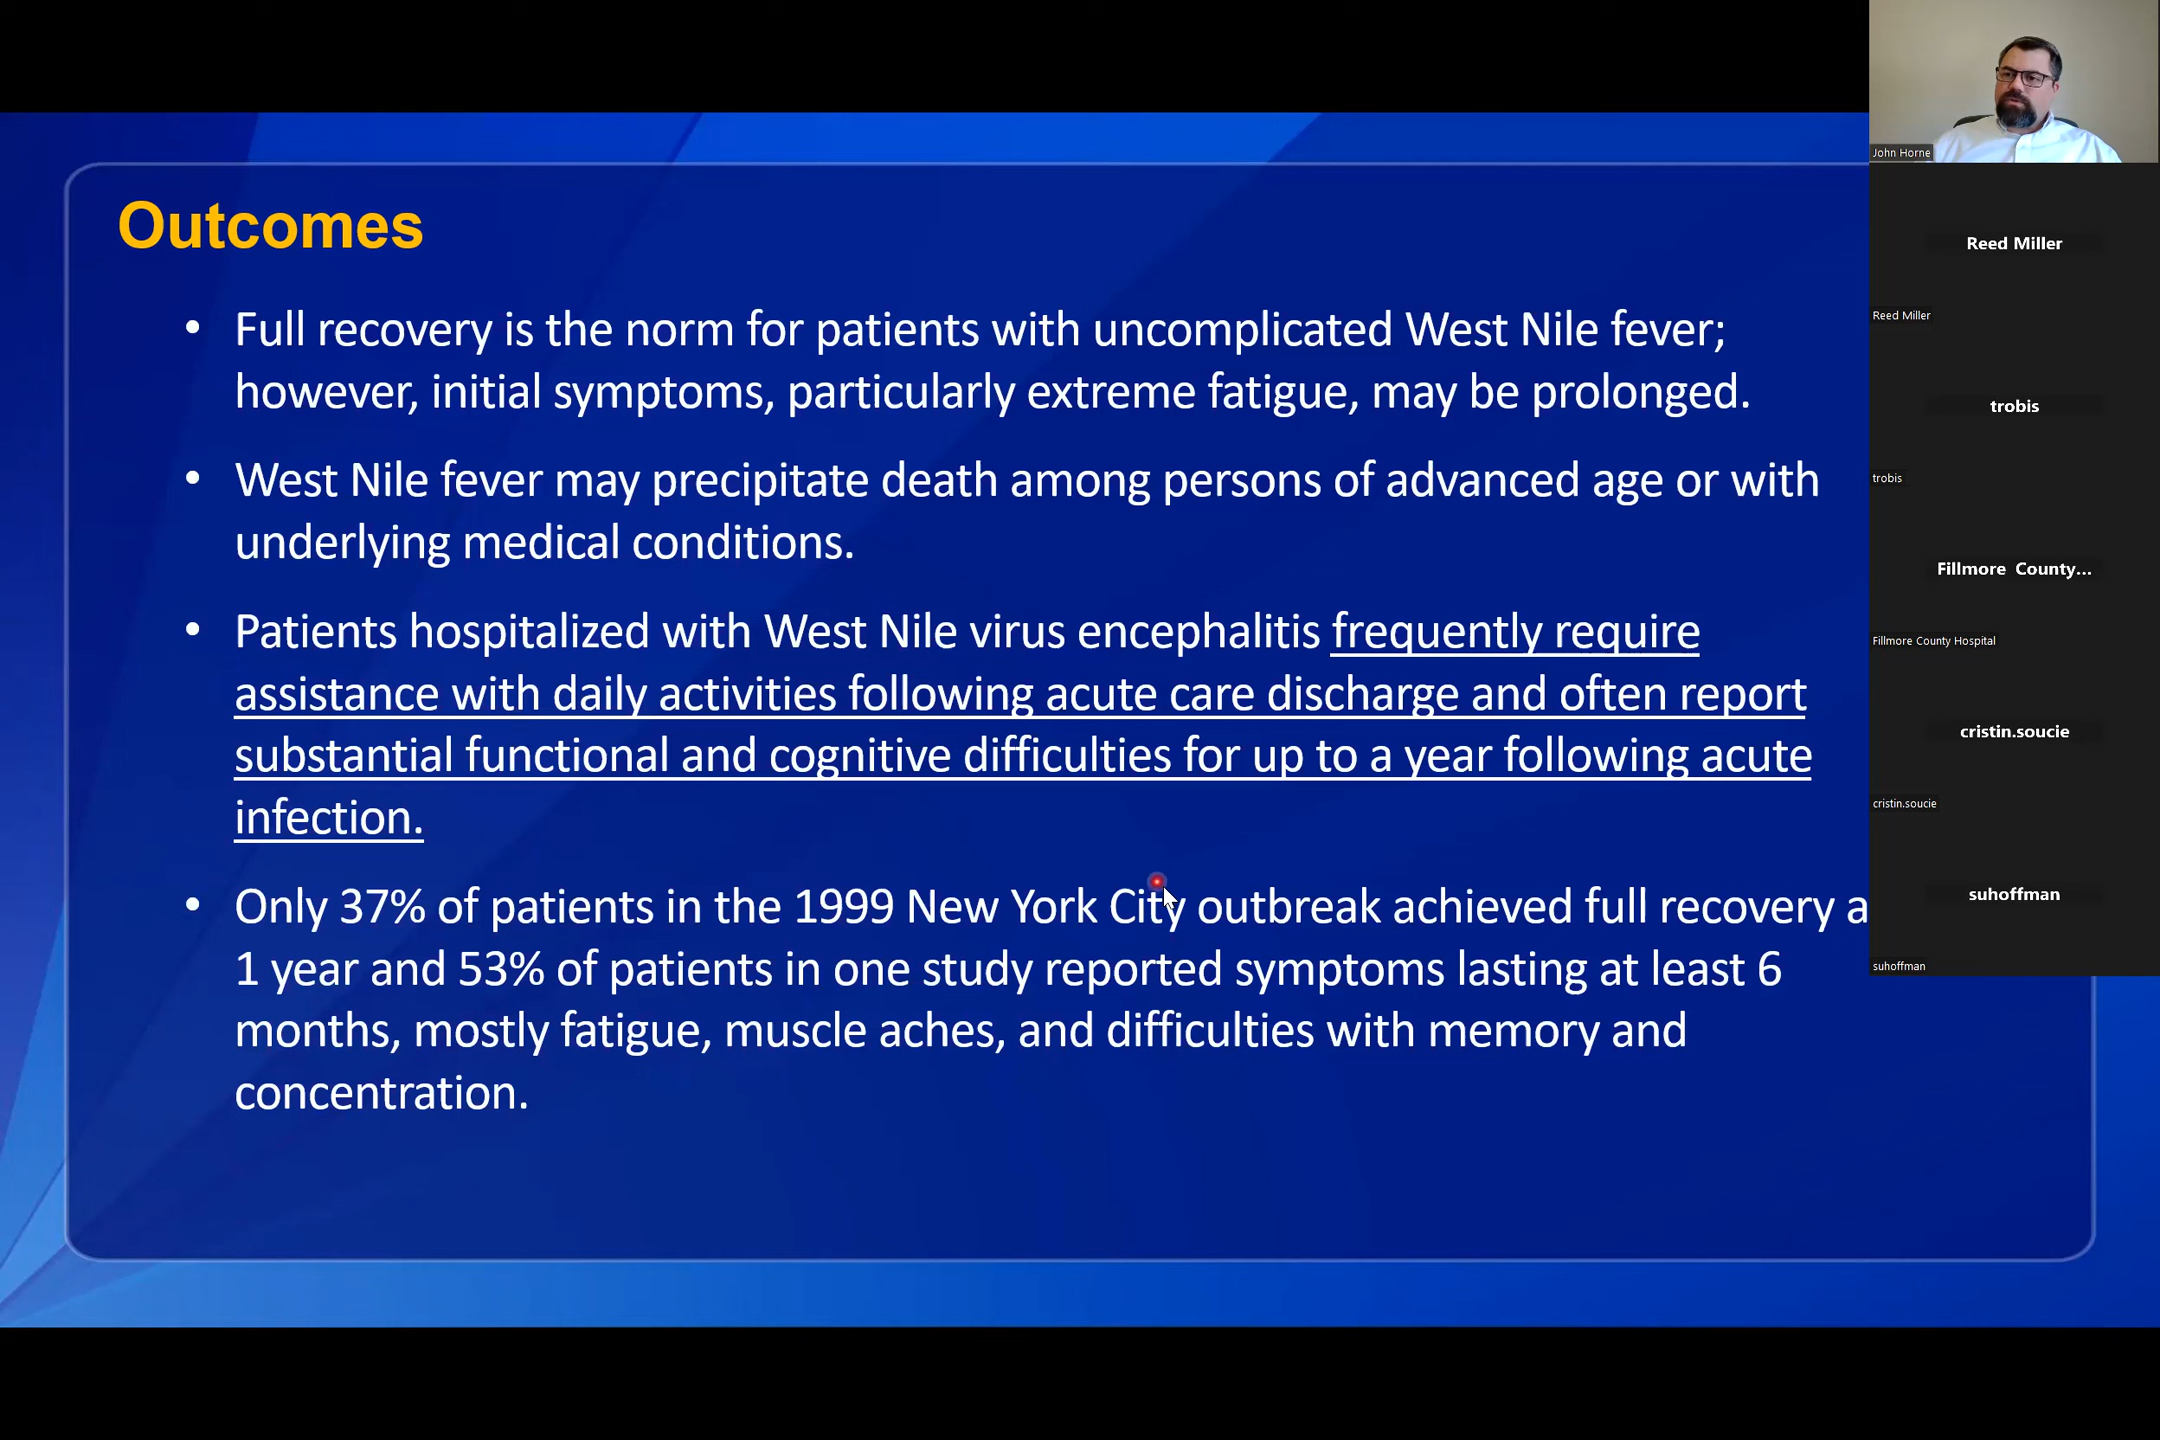 Outcomes
• Full recovery is the norm for patients with uncomplicated West Nile fever;
however, initial symptoms, particularly extreme fatigue, may be prolonged.
• West Nile fever may precipitate death among persons of advanced age or with
underlying medical conditions.
• Patients hospitalized with West Nile virus encephalitis frequently require
assistance with daily activities following acute care discharge and often report
substantial functional and cognitive difficulties for up to a year following acute
infection.
• Only 37% of patients in the 1999 New York City outbreak achieved full recovery a
1 year and 53% of patients in one study reported symptoms lasting at least 6
months, mostly fatigue, muscle aches, and difficulties with memory and
concentration.
John Horne
Reed Miller
Reed Miller
trobis
trobis
Fillmore County...
Fillmore County Hospital
cristin.soucie
cristin.soucie
suhoffman
suhoffman